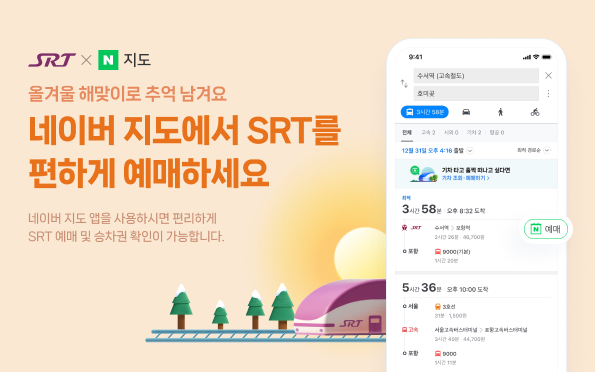 SRT × N 지도
올겨울 해맞이로 추억 남겨요
네이버 지도에서 SRT를
편하게 예매하세요
네이버 지도 앱을 사용하시면 편리하게
SRT 예매 및 승차권 확인이 가능합니다.
SRT
9:41
수서역 (고속철도)
호미곶
3시간 58분
전체 고속 2 시외 0 기차 2 항공 0
12월 31일 오후 4:16 출발
최적 경로순
기차 타고 훌쩍 떠나고 싶다면
기차 조회·예매하기 >
최적
3시간 58분 오후 8:32 도착
SRT 수서역 > 포항역
2시간 26분 · 46,700원
포항 9000(기본)
1시간 20분
N 예매
5시간 36분 오후 10:00 도착
서울 3호선
31분 · 1,500원
고속 서울고속버스터미널 > 포항고속버스터미널
3시간 40분 · 44,700원
포항 9000
1시간 11분